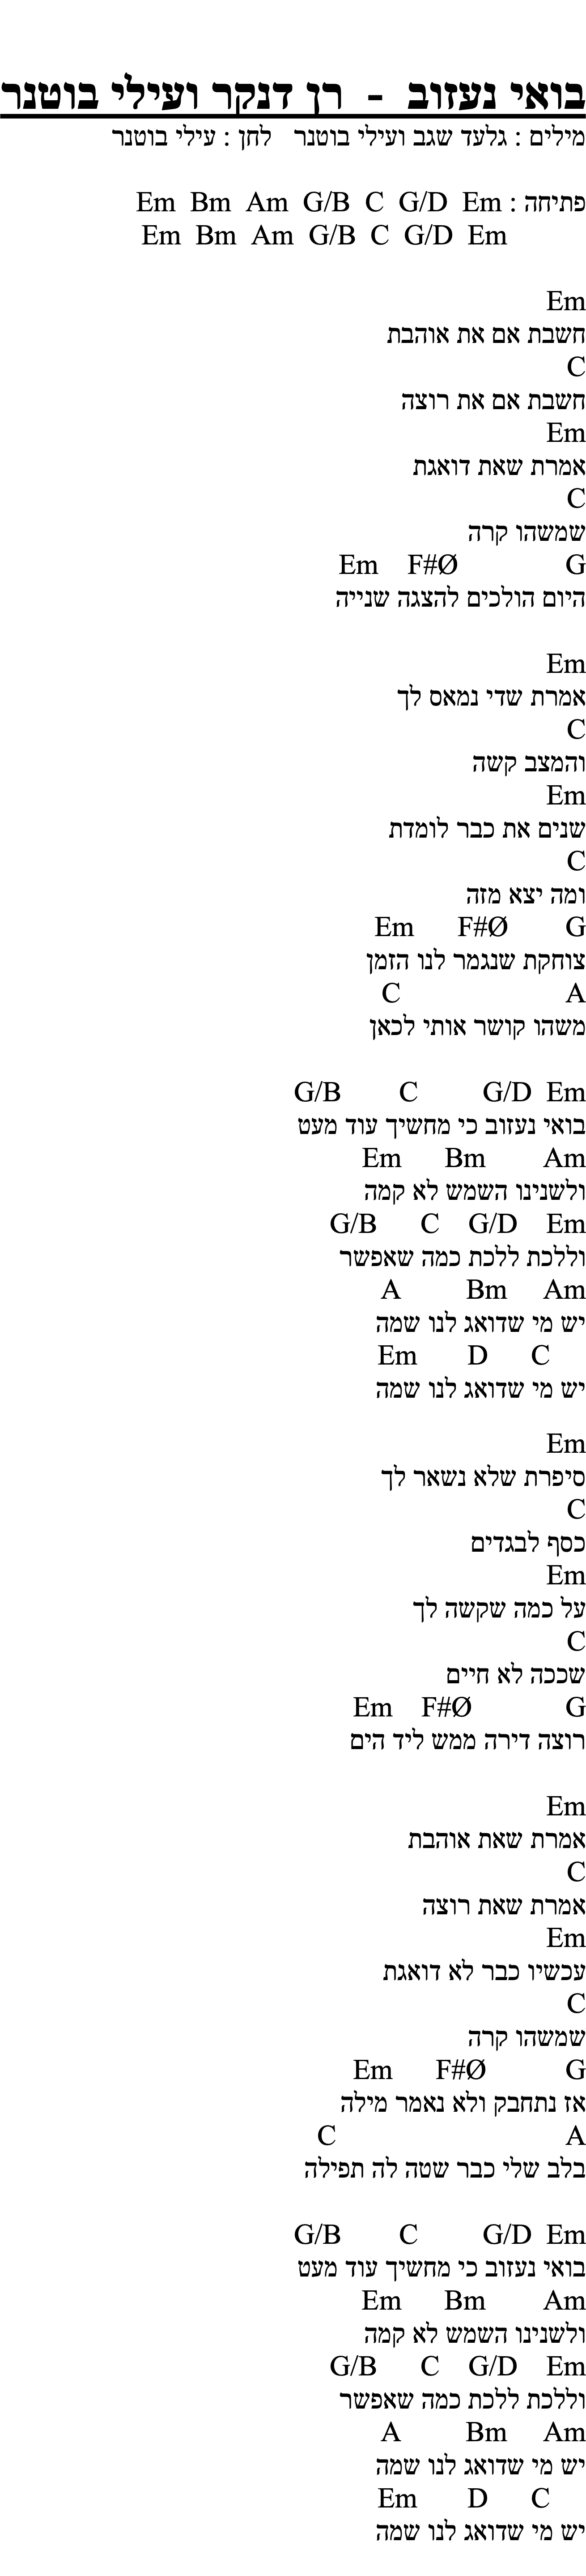 בואי נעזוב - רן דנקר ועילי בוטנר
מילים : גלעד שגב ועילי בוטנר לחן : עילי בוטנר
פתיחה : Em Bm Am G/B C G/D Em
Em Bm Am G/B C G/D Em
Em
חשבת אם את אוהבת
C
חשבת אם את רוצה
Em
אמרת שאת דואגת
C
שמשהו קרה
Em F#Ø G
היום הולכים להצגה שנייה
Em
אמרת שדי נמאס לך
C
והמצב קשה
Em
שנים את כבר לומדת
C
ומה יצא מזה
Em F#Ø G
צוחקת שנגמר לנו הזמן
C A
משהו קושר אותי לכאן
G/B C G/D Em
בואי נעזוב כי מחשיך עוד מעט
Em Bm Am
ולשנינו השמש לא קמה
G/B C G/D Em
וללכת ללכת כמה שאפשר
A Bm Am
יש מי שדואג לנו שמה
Em D C
יש מי שדואג לנו שמה
Em
סיפרת שלא נשאר לך
C
כסף לבגדים
Em
על כמה שקשה לך
C
שככה לא חיים
Em F#Ø G
רוצה דירה ממש ליד הים
Em
אמרת שאת אוהבת
C
אמרת שאת רוצה
Em
עכשיו כבר לא דואגת
C
שמשהו קרה
Em F#Ø G
אז נתחבק ולא נאמר מילה
C A
בלב שלי כבר שטה לה תפילה
G/B C G/D Em
בואי נעזוב כי מחשיך עוד מעט
Em Bm Am
ולשנינו השמש לא קמה
G/B C G/D Em
וללכת ללכת כמה שאפשר
A Bm Am
יש מי שדואג לנו שמה
Em D C
יש מי שדואג לנו שמה